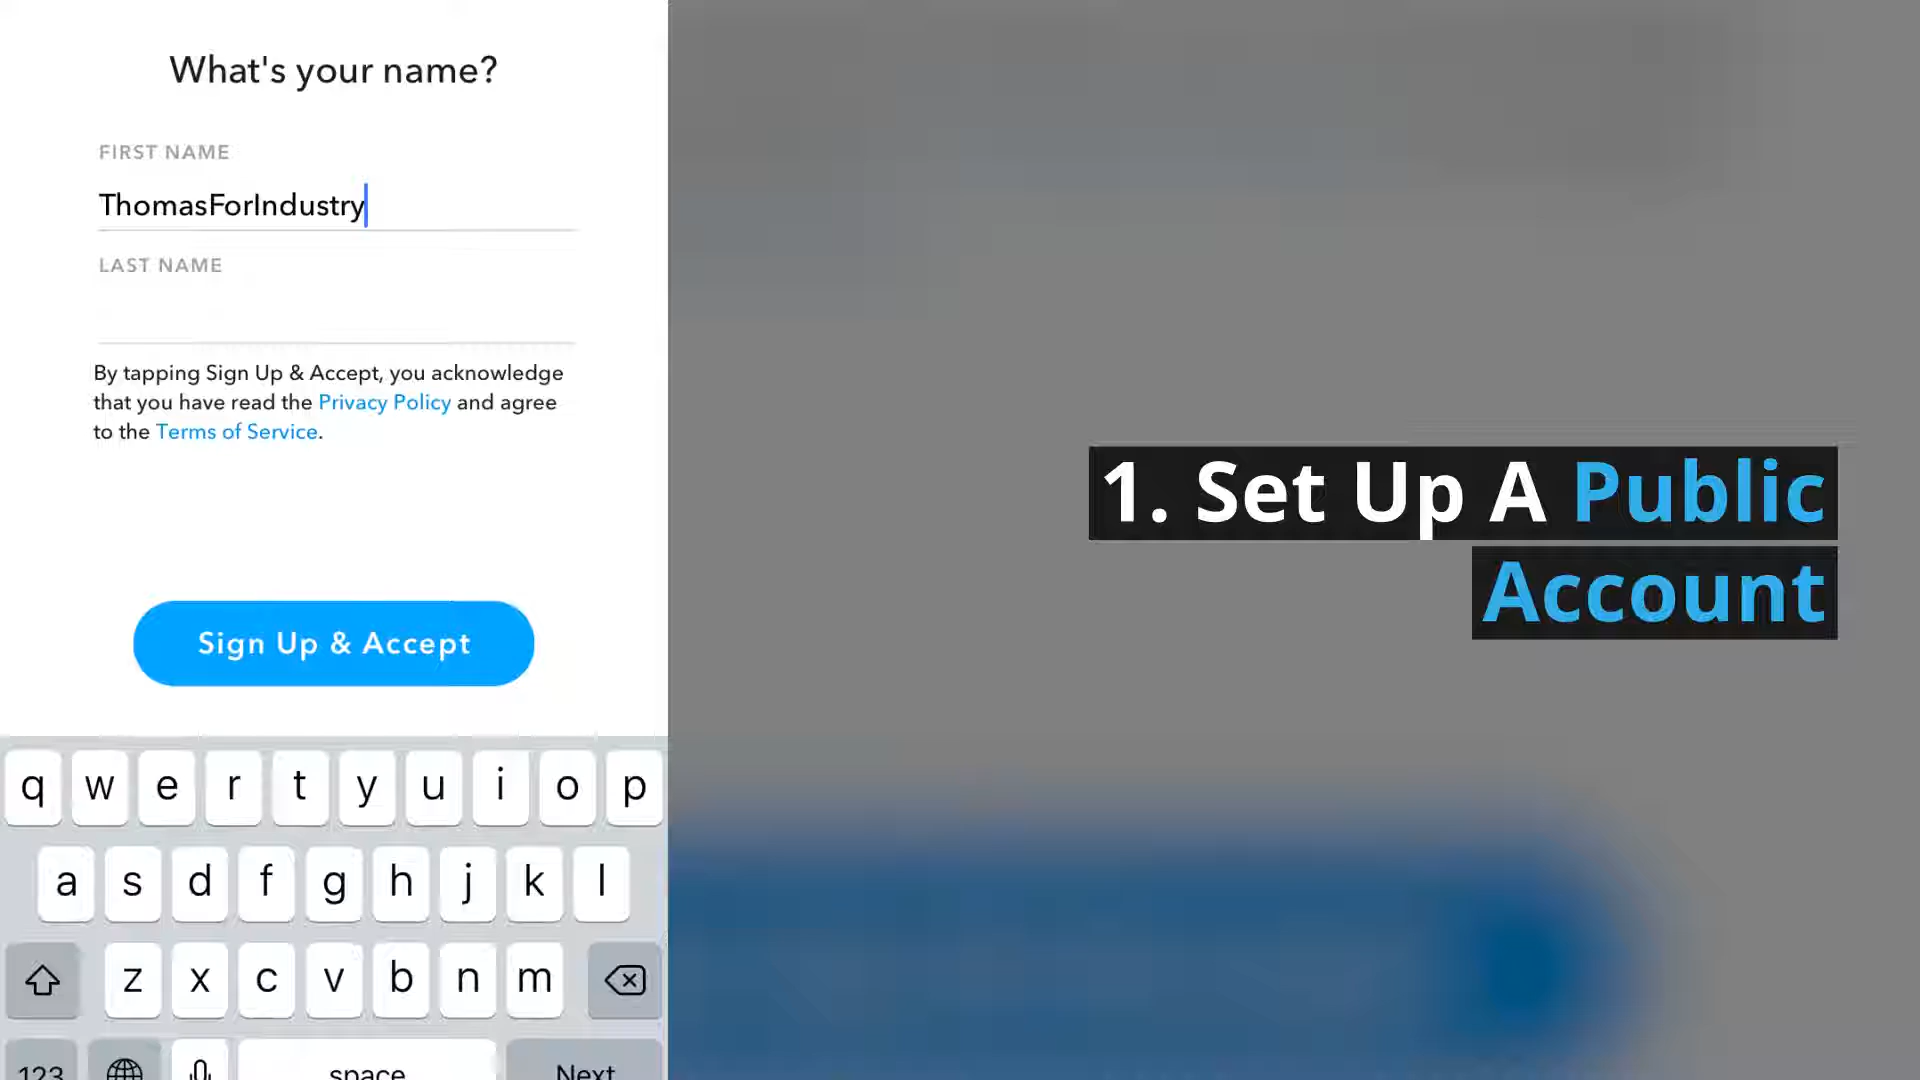 What's your name?
FIRST NAME
ThomasForIndustry
LAST NAME
By tapping Sign Up & Accept, you acknowledge
that you have read the Privacy Policy and agree
to the Terms of Service.
Sign Up & Accept
1. Set Up A Public
Account
q w e r t y u i o p
a s d f g h j k l
z x c v b n m
123 space Next